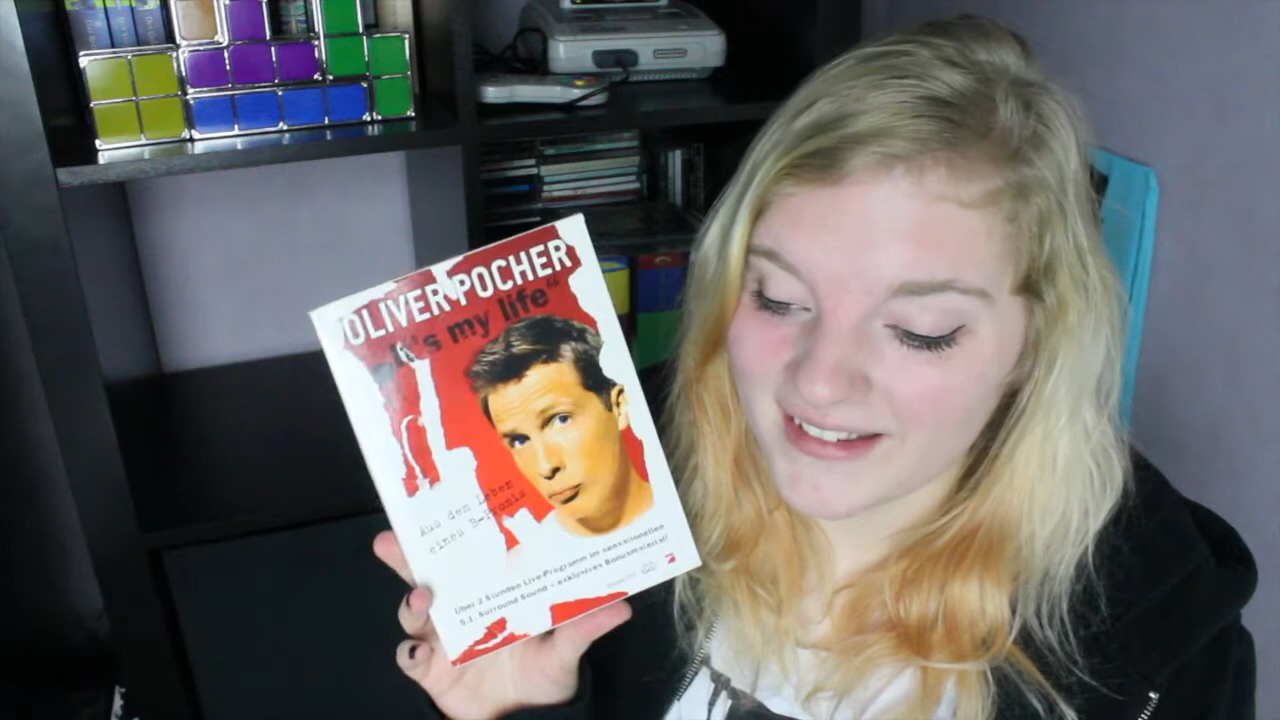 OLIVER POCHER
It's my life“
Aus dem Leben
eines B-Promis
Über 2 Stunden Live-Programm im sensationellen
5.1. Surround Sound – exklusives Bonusmaterial!